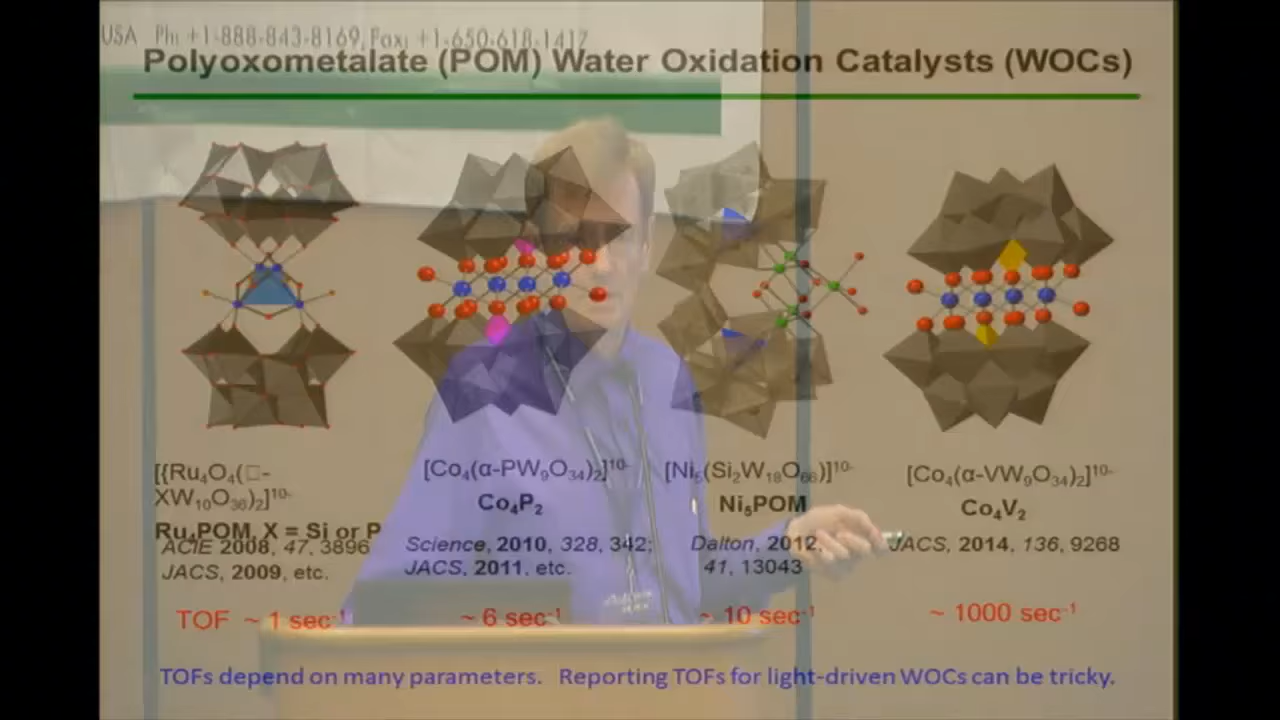 USA Ph: +1-888-843-8169, Fax: +1-650-618-1417
Polyoxometalate (POM) Water Oxidation Catalysts (WOCs)
[{Ru₄O₄(□-
XW₁₀O₃₆)₂]¹⁰⁻
Ru₄POM, X = Si or P
ACIE 2008, 47, 3896
JACS, 2009, etc.
TOF ~ 1 sec⁻¹
[Co₄(α-PW₉O₃₄)₂]¹⁰⁻
Co₄P₂
Science, 2010, 328, 342;
JACS, 2011, etc.
~ 6 sec⁻¹
[Ni₅(Si₂W₁₈O₆₆)]¹⁰⁻
Ni₅POM
Dalton, 2012,
41, 13043
~ 10 sec⁻¹
[Co₄(α-VW₉O₃₄)₂]¹⁰⁻
Co₄V₂
JACS, 2014, 136, 9268
~ 1000 sec⁻¹
TOFs depend on many parameters. Reporting TOFs for light-driven WOCs can be tricky.